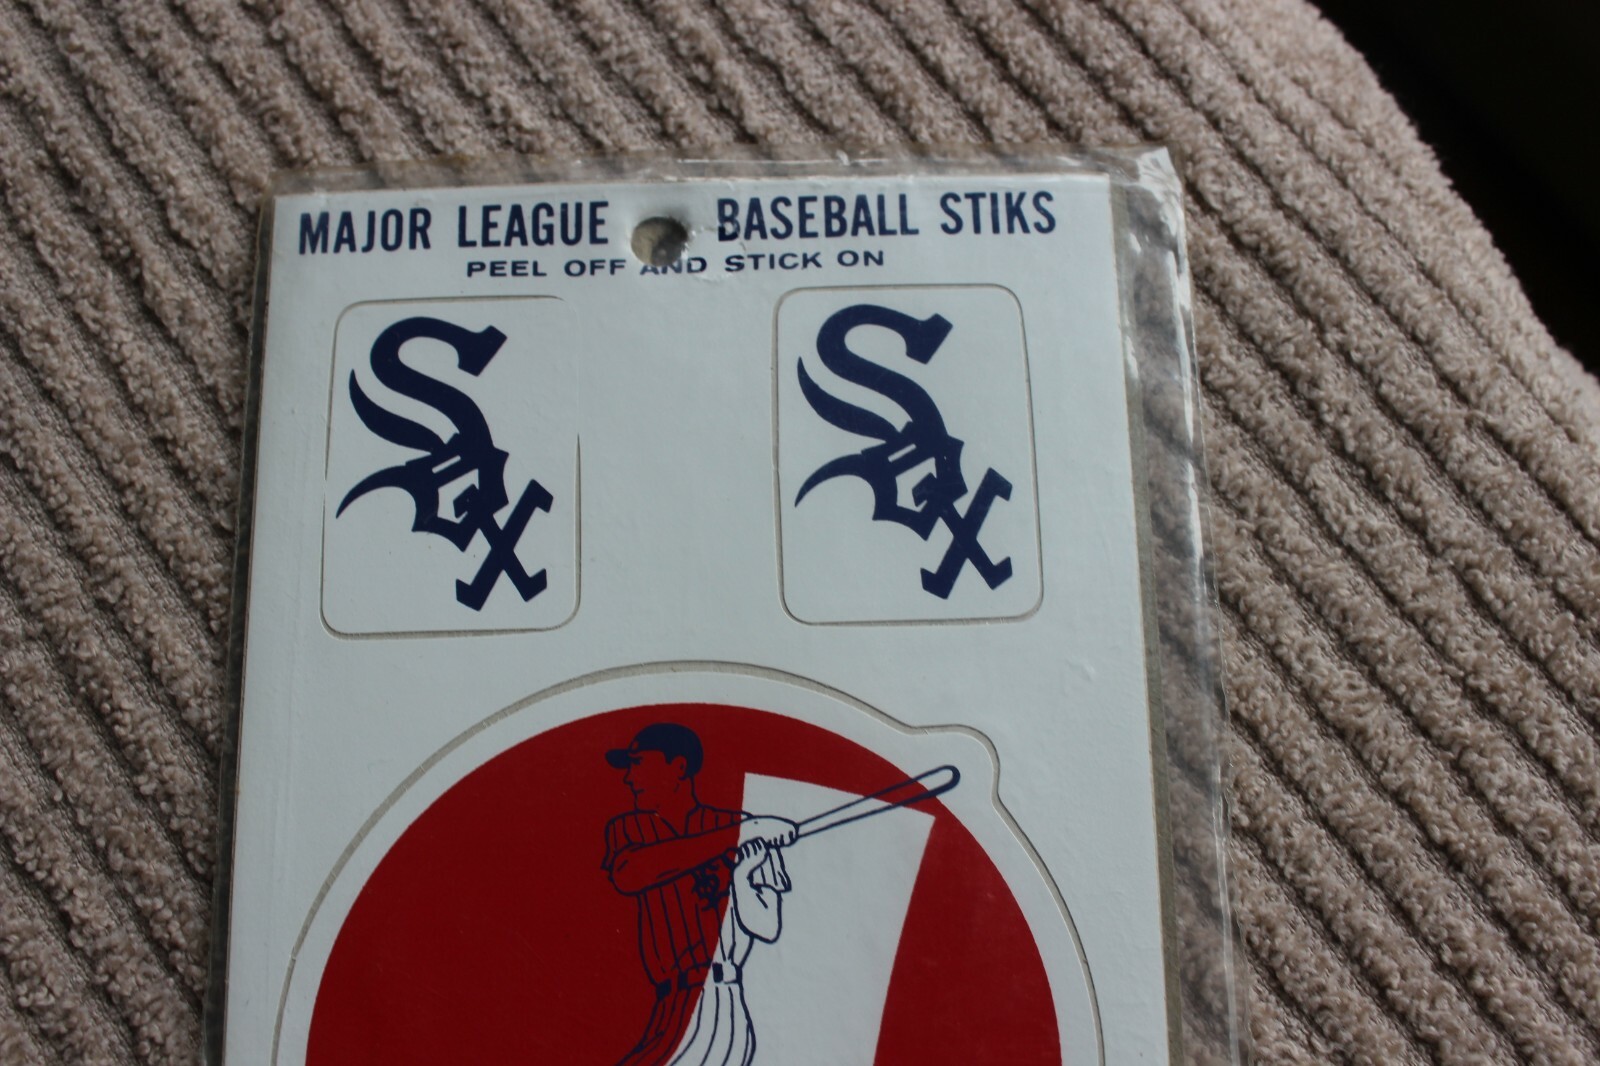 MAJOR LEAGUE BASEBALL STIKS
PEEL OFF AND STICK ON
SOX SOX